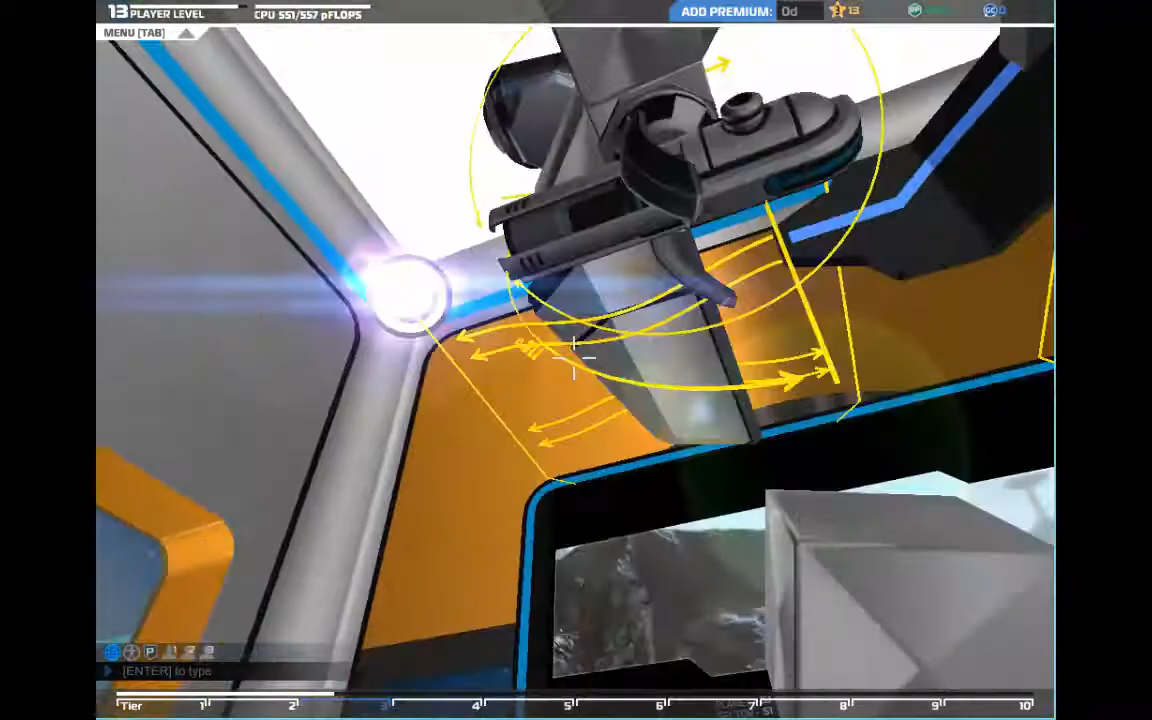 13 PLAYER LEVEL
CPU 551/557 pFLOPS
ADD PREMIUM: 0d
13
MENU [TAB]
[ENTER] to type
Tier 1 2 3 4 5 6 7 8 9 10